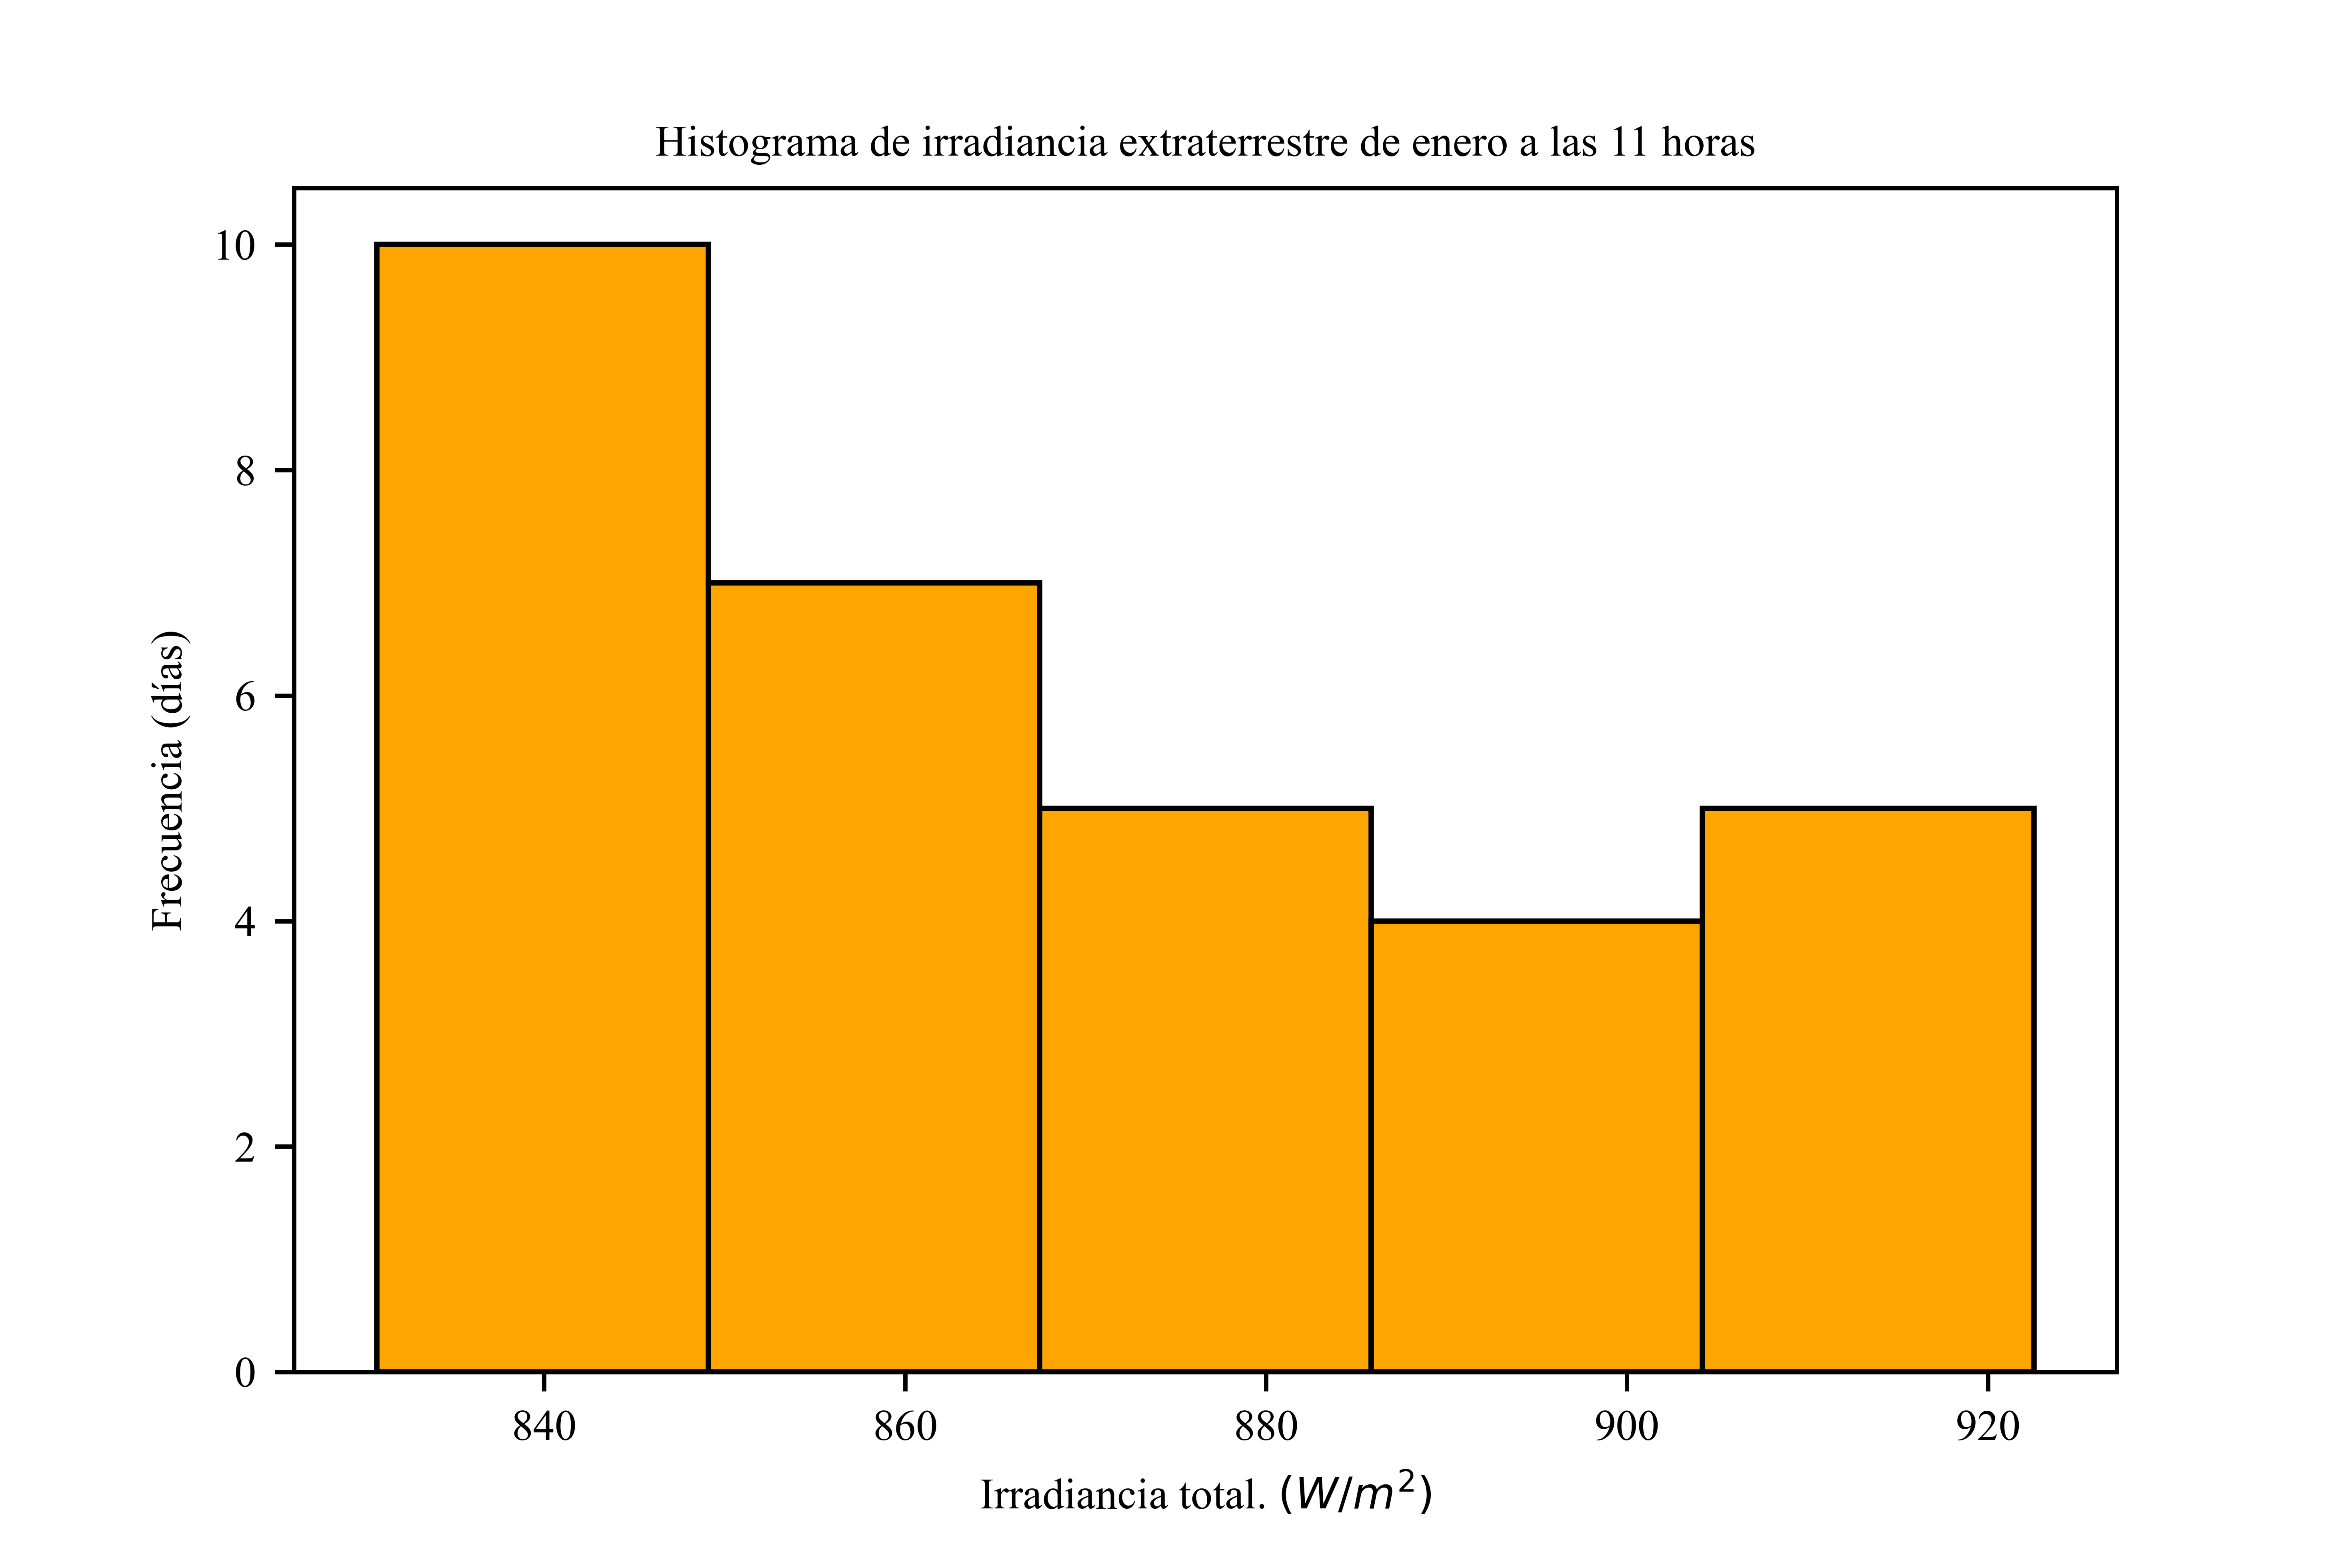 Histograma de irradiancia extraterrestre de enero a las 11 horas
Frecuencia (días)
10
8
6
4
2
0
840 860 880 900 920
Irradiancia total. (W/m²)